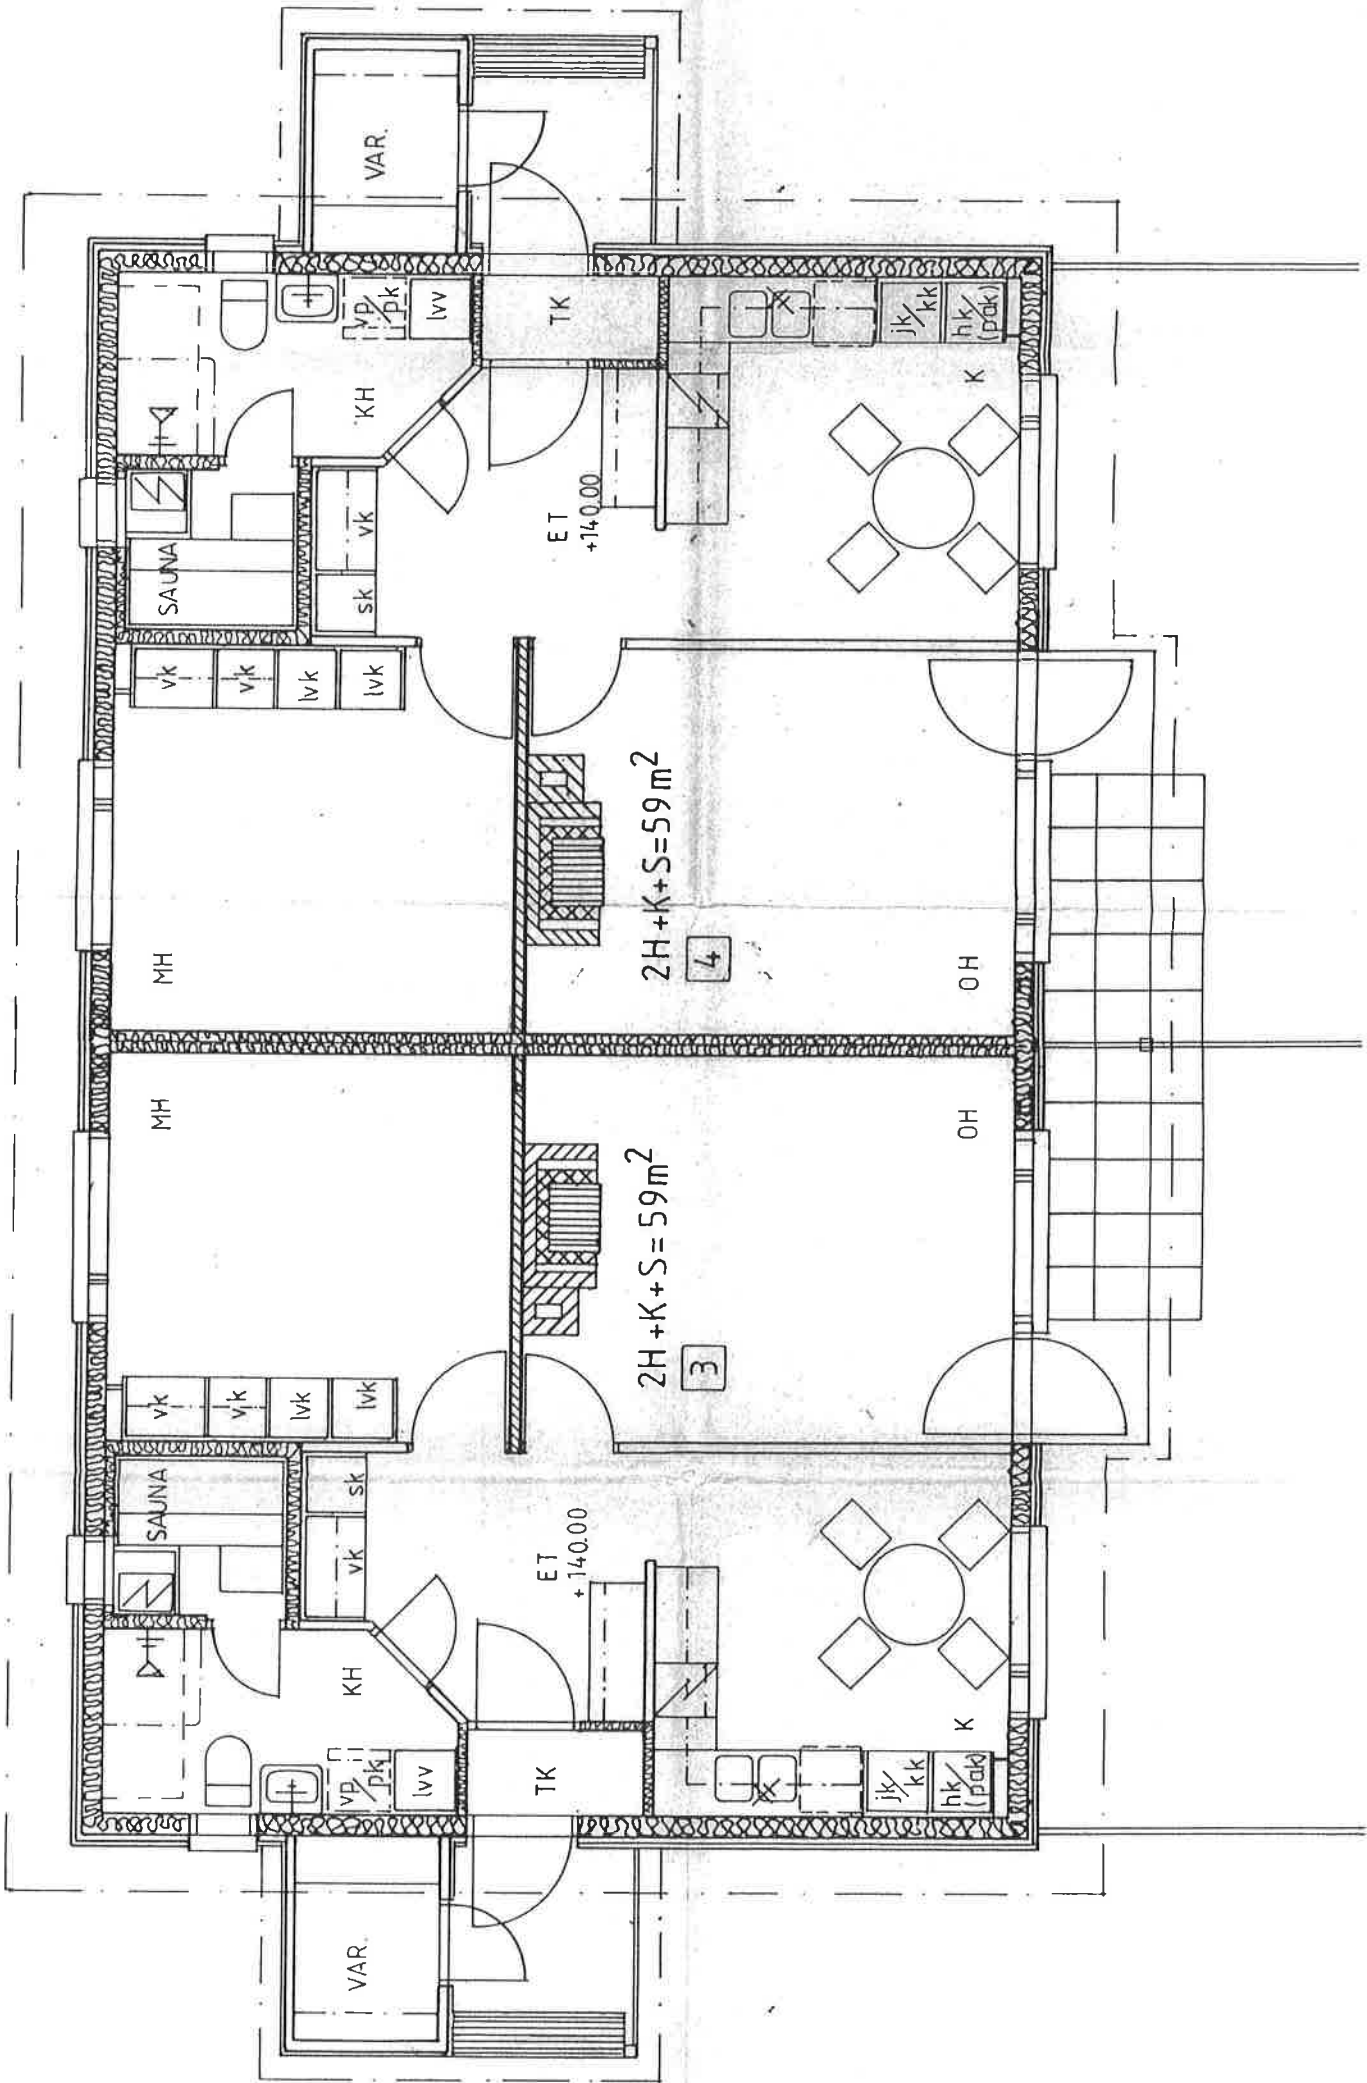 VAR.
vp/pk
lvv
TK
KH
SAUNA
vk
sk
ET
+140.00
jk/kk
hk/(pak)
K
vk
vk
lvk
lvk
MH
2H+K+S=59m²
4
OH
MH
2H+K+S=59m²
3
OH
vk
vk
lvk
lvk
SAUNA
sk
vk
ET
+140.00
KH
vp/pk
lvv
TK
K
jk/kk
hk/(pak)
VAR.